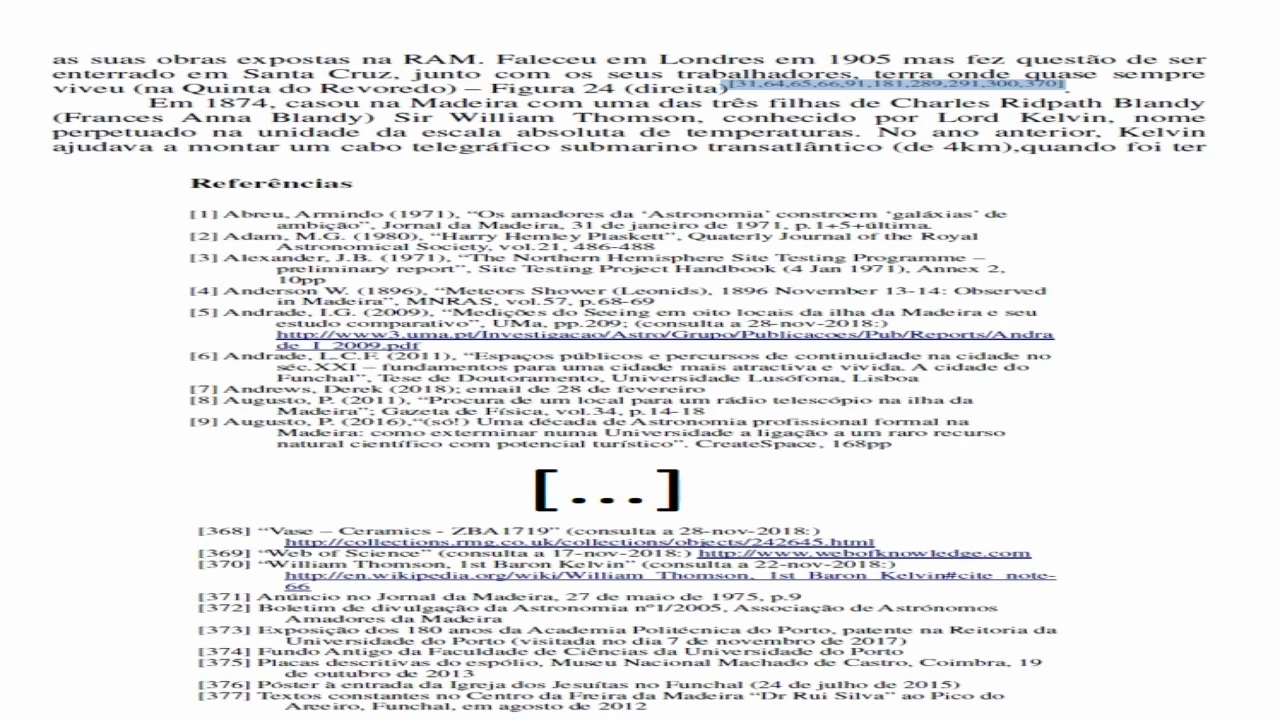 as suas obras expostas na RAM. Faleceu em Londres em 1905 mas fez questão de ser
enterrado em Santa Cruz, junto com os seus trabalhadores, terra onde quase sempre
viveu (na Quinta do Revoredo) – Figura 24 (direita)[31,64,65,66,91,181,289,291,300,370].
Em 1874, casou na Madeira com uma das três filhas de Charles Ridpath Blandy
(Frances Anna Blandy) Sir William Thomson, conhecido por Lord Kelvin, nome
perpetuado na unidade da escala absoluta de temperaturas. No ano anterior, Kelvin
ajudava a montar um cabo telegráfico submarino transatlântico (de 4km),quando foi ter
Referências
[1] Abreu, Armindo (1971), “Os amadores da ‘Astronomia’ constroem ‘galáxias’ de
ambição”, Jornal da Madeira, 31 de janeiro de 1971, p.1+5+última.
[2] Adam, M.G. (1980), “Harry Hemley Plaskett”, Quaterly Journal of the Royal
Astronomical Society, vol.21, 486-488
[3] Alexander, J.B. (1971), “The Northern Hemisphere Site Testing Programme –
preliminary report”, Site Testing Project Handbook (4 Jan 1971), Annex 2,
10pp
[4] Anderson W. (1896), “Meteors Shower (Leonids), 1896 November 13-14: Observed
in Madeira”, MNRAS, vol.57, p.68-69
[5] Andrade, I.G. (2009), “Medições do Seeing em oito locais da ilha da Madeira e seu
estudo comparativo”, UMa, pp.209; (consulta a 28-nov-2018:)
http://www3.uma.pt/Investigacao/Astro/Grupo/Publicacoes/Pub/Reports/Andra
de_I_2009.pdf
[6] Andrade, L.C.F. (2011), “Espaços públicos e percursos de continuidade na cidade no
séc.XXI – fundamentos para uma cidade mais atractiva e vivida. A cidade do
Funchal”, Tese de Doutoramento, Universidade Lusófona, Lisboa
[7] Andrews, Derek (2018); email de 28 de fevereiro
[8] Augusto, P. (2011), “Procura de um local para um rádio telescópio na ilha da
Madeira”; Gazeta de Física, vol.34, p.14-18
[9] Augusto, P. (2016),“(só!) Uma década de Astronomia profissional formal na
Madeira: como exterminar numa Universidade a ligação a um raro recurso
natural científico com potencial turístico”. CreateSpace, 168pp
[...]
[368] “Vase – Ceramics - ZBA1719” (consulta a 28-nov-2018:)
http://collections.rmg.co.uk/collections/objects/242645.html
[369] “Web of Science” (consulta a 17-nov-2018:) http://www.webofknowledge.com
[370] “William Thomson, 1st Baron Kelvin” (consulta a 22-nov-2018:)
http://en.wikipedia.org/wiki/William_Thomson,_1st_Baron_Kelvin#cite_note-
66
[371] Anúncio no Jornal da Madeira, 27 de maio de 1975, p.9
[372] Boletim de divulgação da Astronomia nº1/2005, Associação de Astrónomos
Amadores da Madeira
[373] Exposição dos 180 anos da Academia Politécnica do Porto, patente na Reitoria da
Universidade do Porto (visitada no dia 7 de novembro de 2017)
[374] Fundo Antigo da Faculdade de Ciências da Universidade do Porto
[375] Placas descritivas do espólio, Museu Nacional Machado de Castro, Coimbra, 19
de outubro de 2013
[376] Póster à entrada da Igreja dos Jesuítas no Funchal (24 de julho de 2015)
[377] Textos constantes no Centro da Freira da Madeira “Dr Rui Silva” ao Pico do
Areeiro, Funchal, em agosto de 2012